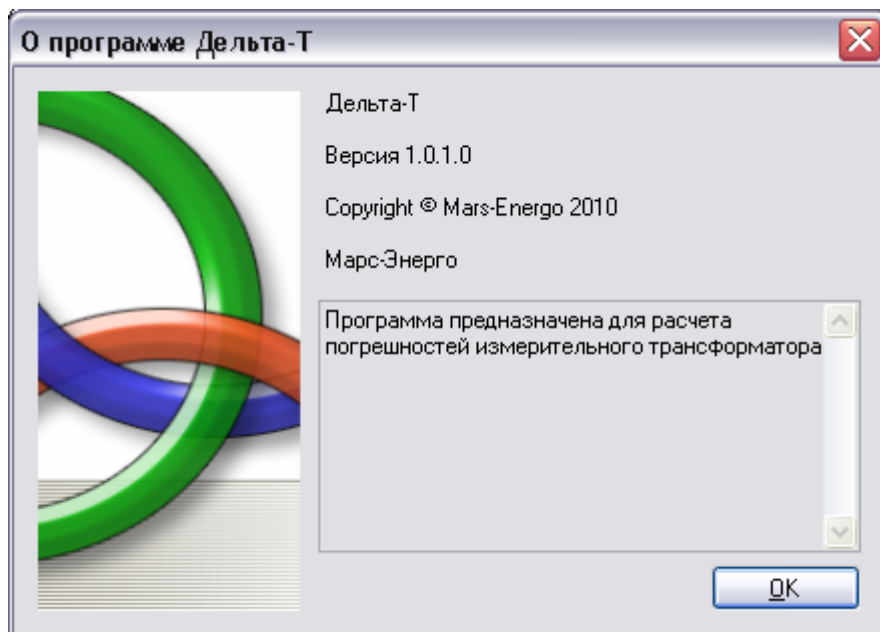 О программе Дельта-Т
Дельта-Т
Версия 1.0.1.0
Copyright © Mars-Energo 2010
Марс-Энерго
Программа предназначена для расчета
погрешностей измерительного трансформатора
OK